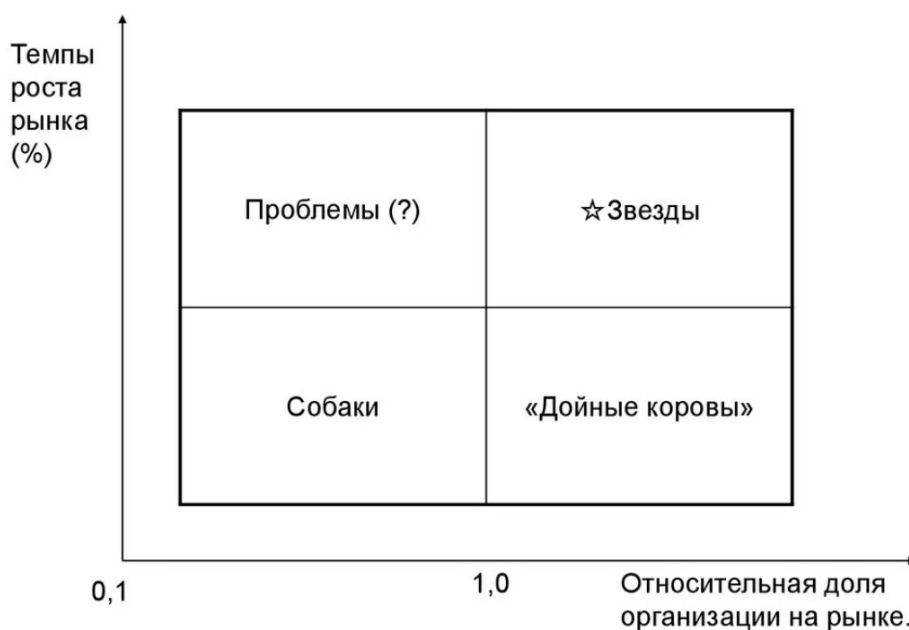 Темпы
роста
рынка
(%)
Проблемы (?)
☆Звезды
Собаки
«Дойные коровы»
0,1
1,0
Относительная доля
организации на рынке.